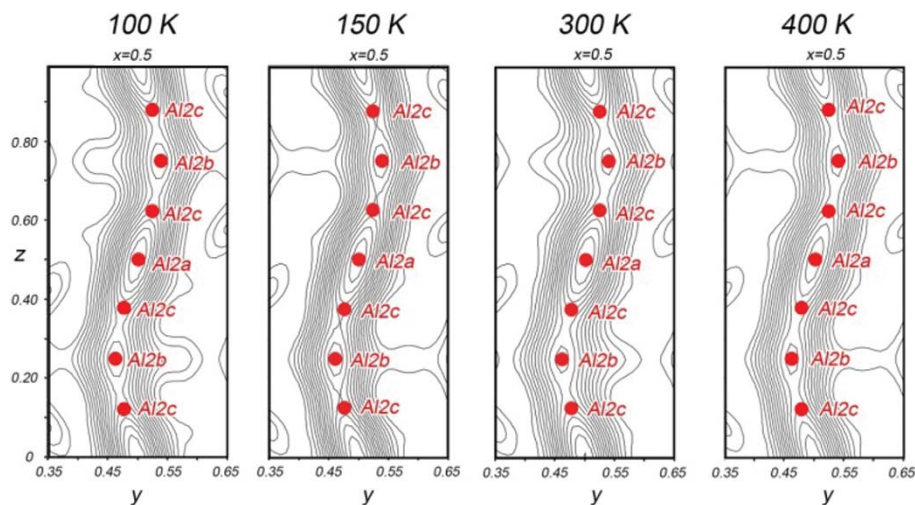 100 K 150 K 300 K 400 K
x=0.5 x=0.5 x=0.5 x=0.5
Al2c Al2c Al2c Al2c
0.80
Al2b Al2b Al2b Al2b
Al2c Al2c Al2c Al2c
0.60
z
Al2a Al2a Al2a Al2a
0.40
Al2c Al2c Al2c Al2c
Al2b Al2b Al2b Al2b
0.20
Al2c Al2c Al2c Al2c
0
0.35 0.45 0.55 0.65 0.35 0.45 0.55 0.65 0.35 0.45 0.55 0.65 0.35 0.45 0.55 0.65
y y y y